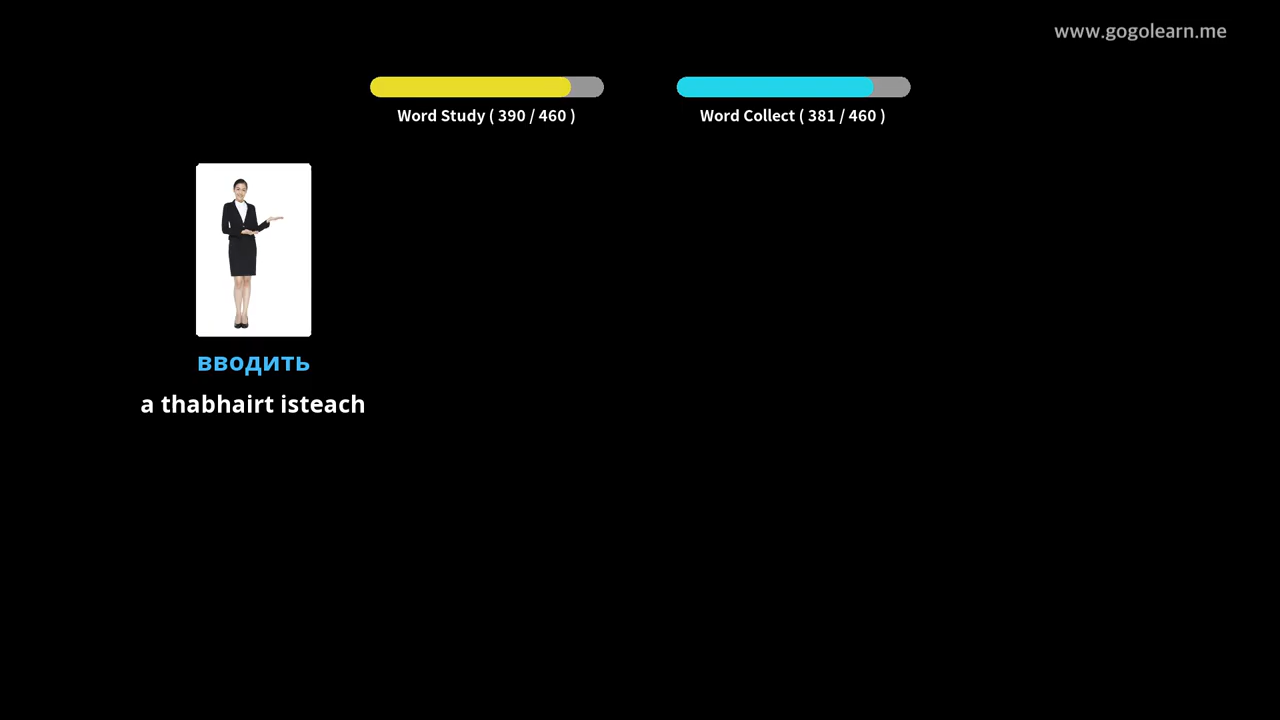 www.gogolearn.me
Word Study ( 390 / 460 )
Word Collect ( 381 / 460 )
вводить
a thabhairt isteach